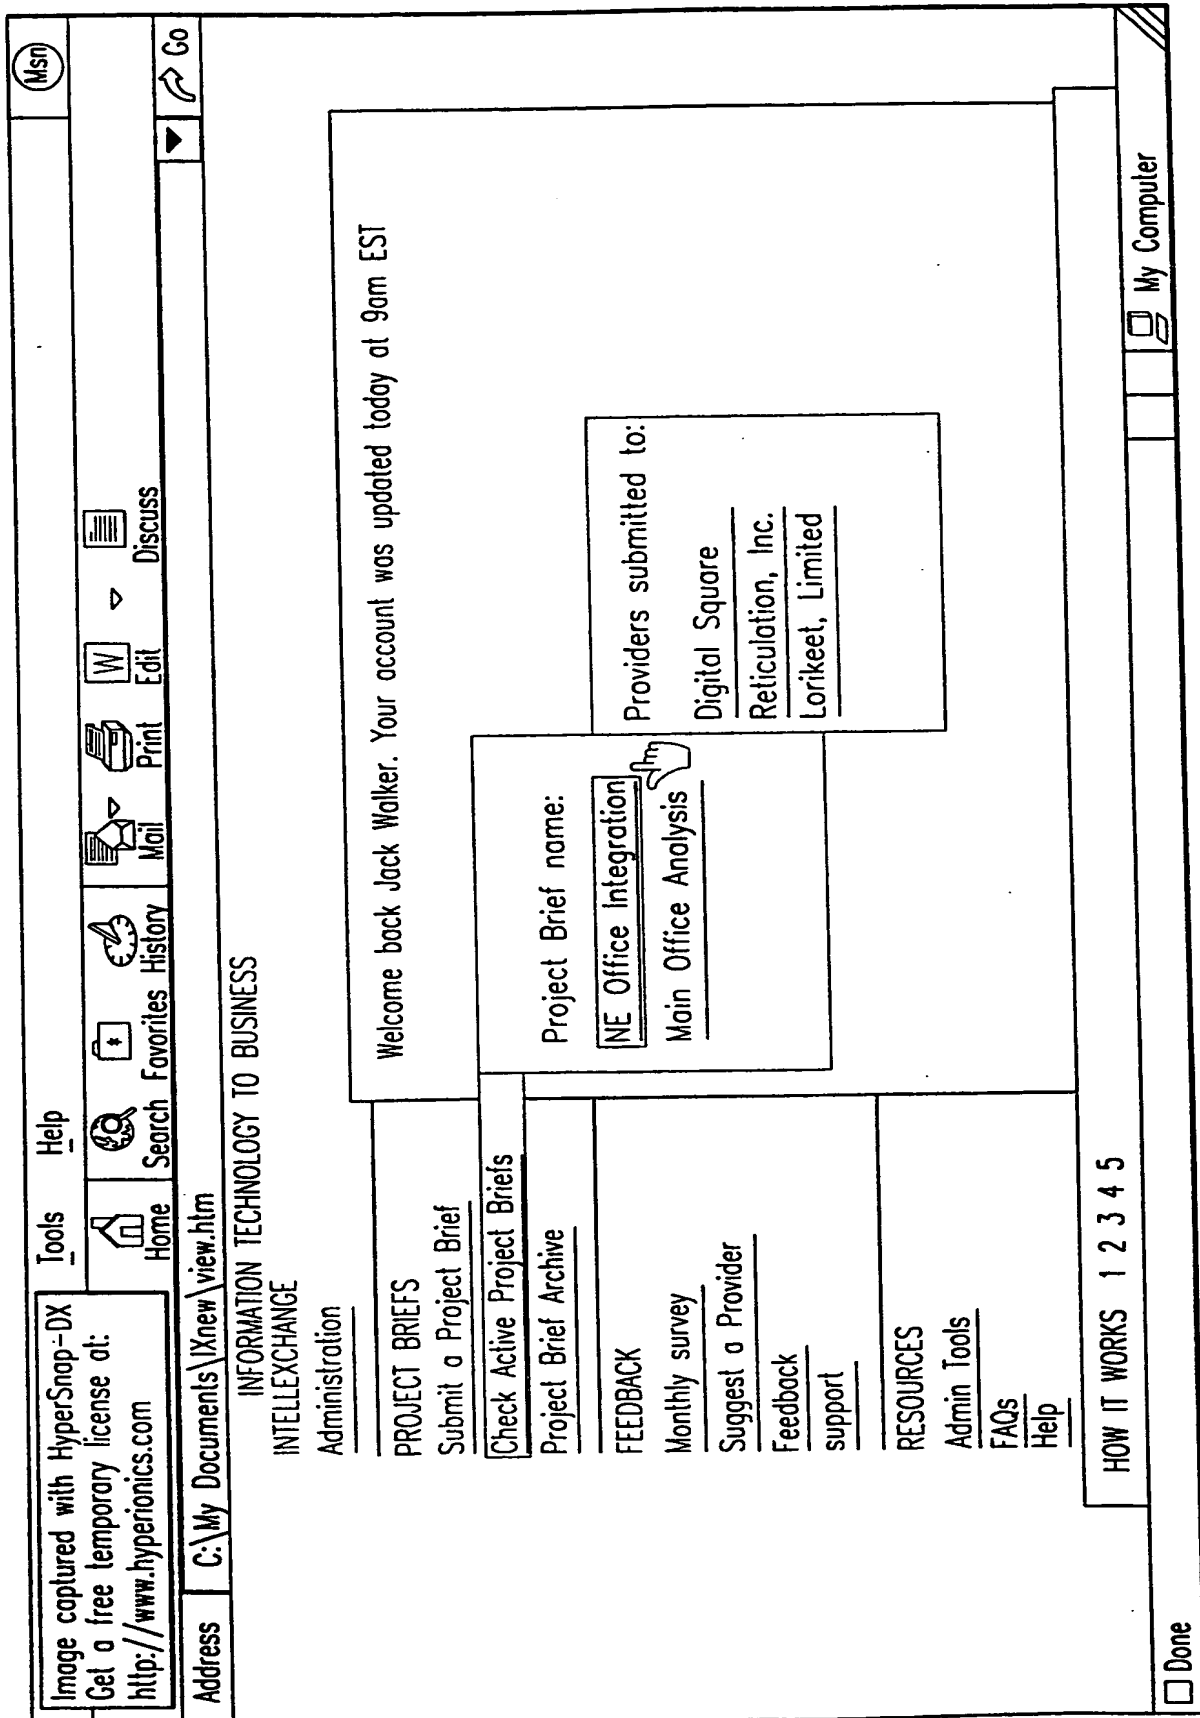 Image captured with HyperSnap-DX
Get a free temporary license at:
http://www.hyperionics.com
Tools Help
Msn
Home Search Favorites History Mail Print Edit Discuss
W
Address C:\My Documents\IXnew\view.htm Go
INFORMATION TECHNOLOGY TO BUSINESS
INTELLEXCHANGE
Administration
PROJECT BRIEFS
Submit a Project Brief
Check Active Project Briefs
Project Brief Archive
FEEDBACK
Monthly survey
Suggest a Provider
Feedback
support
RESOURCES
Admin Tools
FAQs
Help
Welcome back Jack Walker. Your account was updated today at 9am EST
Project Brief name:
NE Office Integration
Main Office Analysis
Providers submitted to:
Digital Square
Reticulation, Inc.
Lorikeet, Limited
HOW IT WORKS 1 2 3 4 5
Done
My Computer